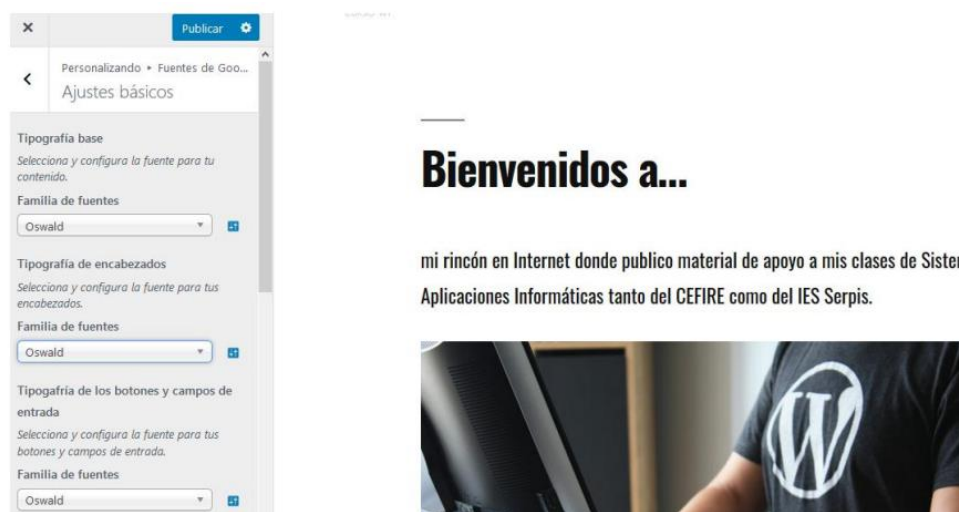 Publicar
Personalizando ▸ Fuentes de Goo...
Ajustes básicos
Tipografía base
Selecciona y configura la fuente para tu
contenido.
Familia de fuentes
Oswald
Tipografía de encabezados
Selecciona y configura la fuente para tus
encabezados.
Familia de fuentes
Oswald
Tipogafría de los botones y campos de
entrada
Selecciona y configura la fuente para tus
botones y campos de entrada.
Familia de fuentes
Oswald
Bienvenidos a...
mi rincón en Internet donde publico material de apoyo a mis clases de Sister
Aplicaciones Informáticas tanto del CEFIRE como del IES Serpis.